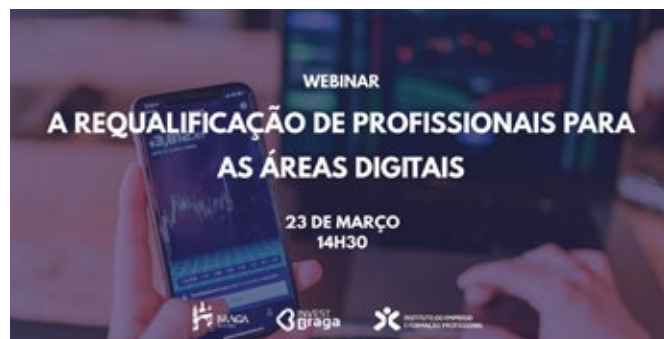 WEBINAR
A REQUALIFICAÇÃO DE PROFISSIONAIS PARA
AS ÁREAS DIGITAIS
23 DE MARÇO
14H30
BRAGA
INVEST
Braga
INSTITUTO DO EMPREGO
E FORMAÇÃO PROFISSIONAL